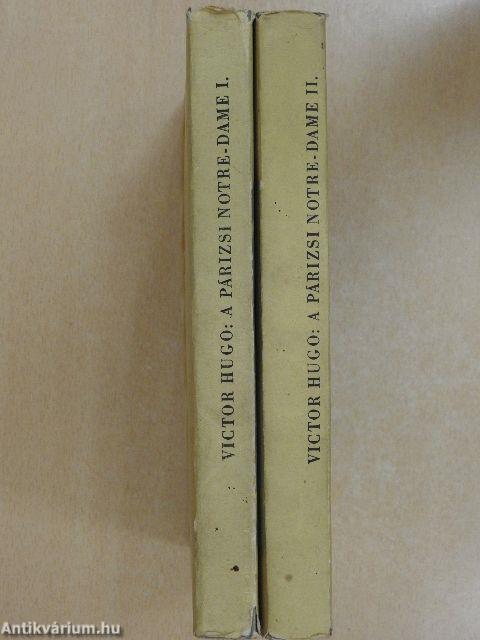 VICTOR HUGO: A PÁRIZSI NOTRE-DAME I.
VICTOR HUGO: A PÁRIZSI NOTRE-DAME II.
Antikvárium.hu